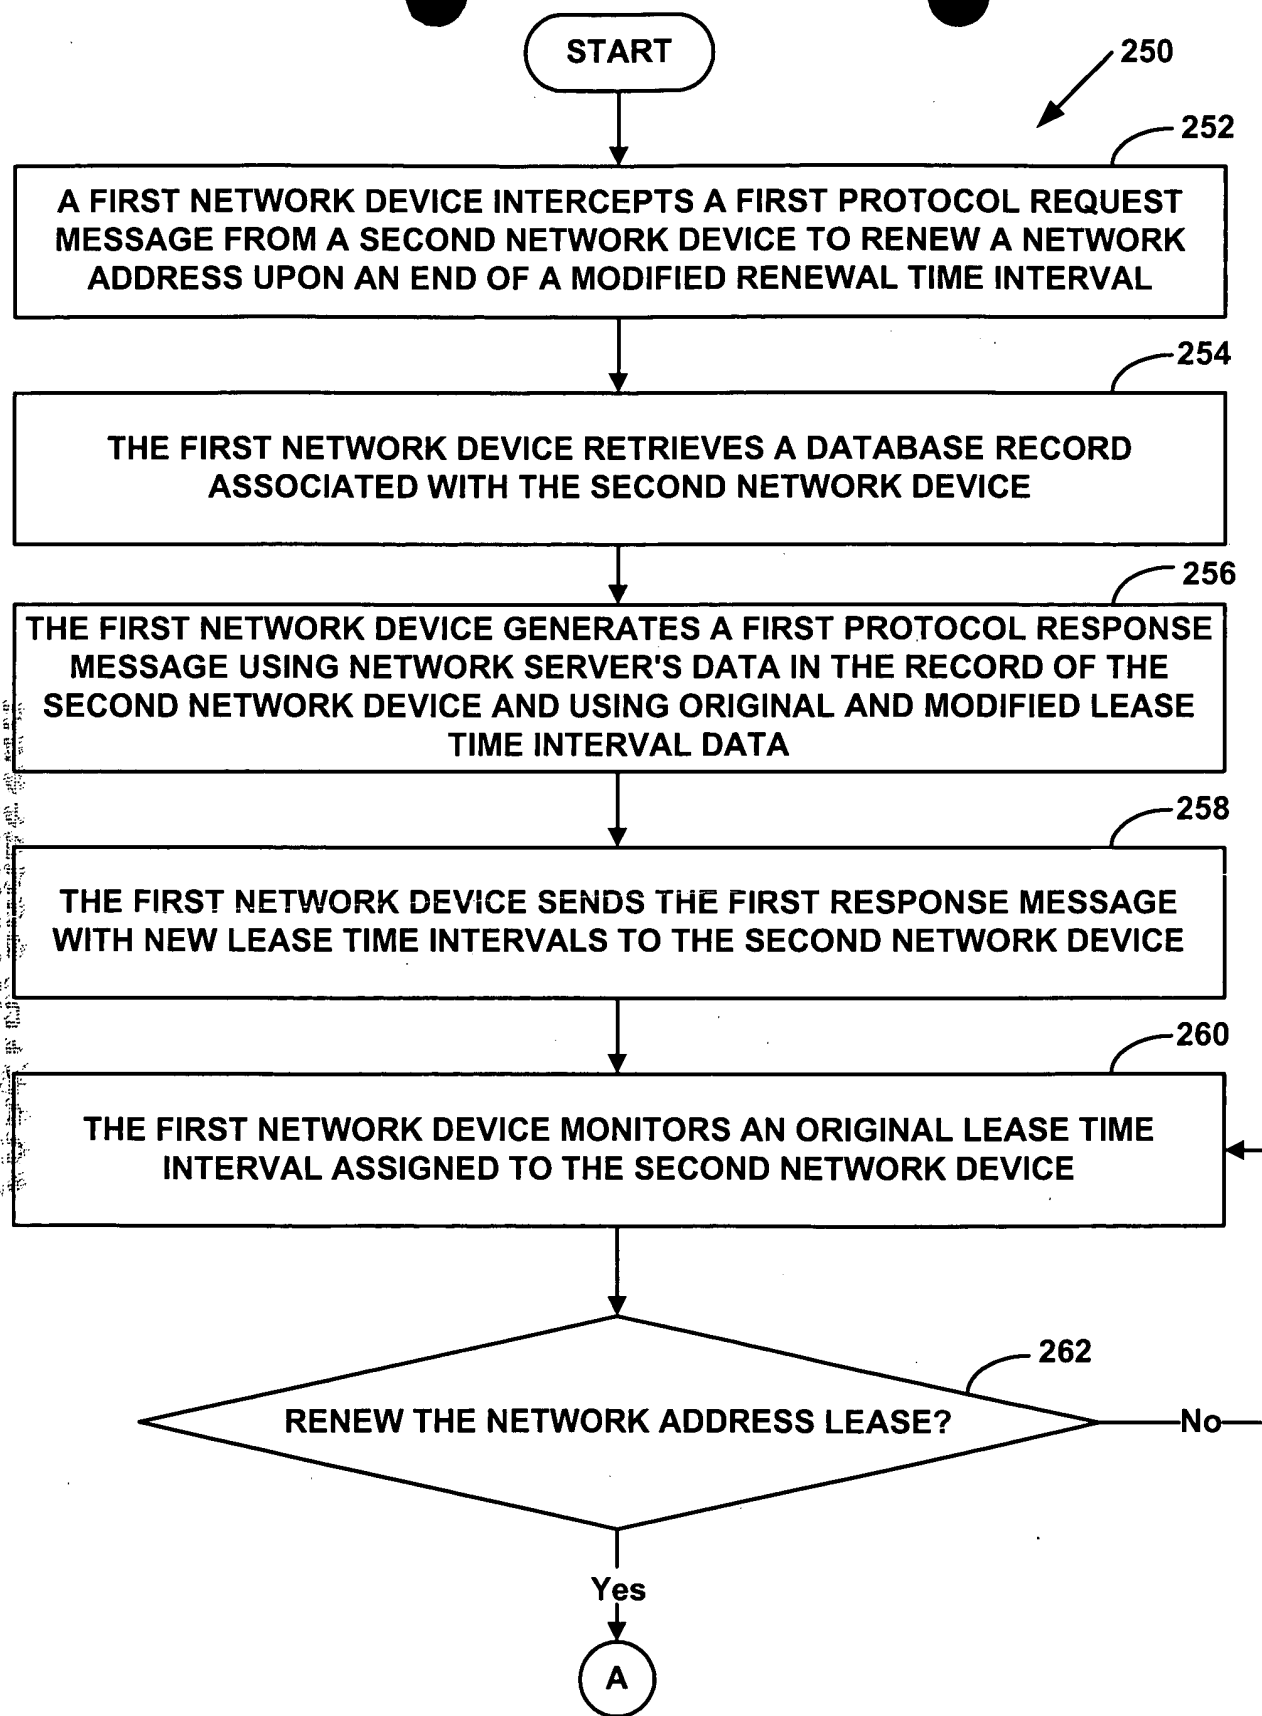 START
250
252
A FIRST NETWORK DEVICE INTERCEPTS A FIRST PROTOCOL REQUEST
MESSAGE FROM A SECOND NETWORK DEVICE TO RENEW A NETWORK
ADDRESS UPON AN END OF A MODIFIED RENEWAL TIME INTERVAL
254
THE FIRST NETWORK DEVICE RETRIEVES A DATABASE RECORD
ASSOCIATED WITH THE SECOND NETWORK DEVICE
256
THE FIRST NETWORK DEVICE GENERATES A FIRST PROTOCOL RESPONSE
MESSAGE USING NETWORK SERVER'S DATA IN THE RECORD OF THE
SECOND NETWORK DEVICE AND USING ORIGINAL AND MODIFIED LEASE
TIME INTERVAL DATA
258
THE FIRST NETWORK DEVICE SENDS THE FIRST RESPONSE MESSAGE
WITH NEW LEASE TIME INTERVALS TO THE SECOND NETWORK DEVICE
260
THE FIRST NETWORK DEVICE MONITORS AN ORIGINAL LEASE TIME
INTERVAL ASSIGNED TO THE SECOND NETWORK DEVICE
262
RENEW THE NETWORK ADDRESS LEASE?
No
Yes
A